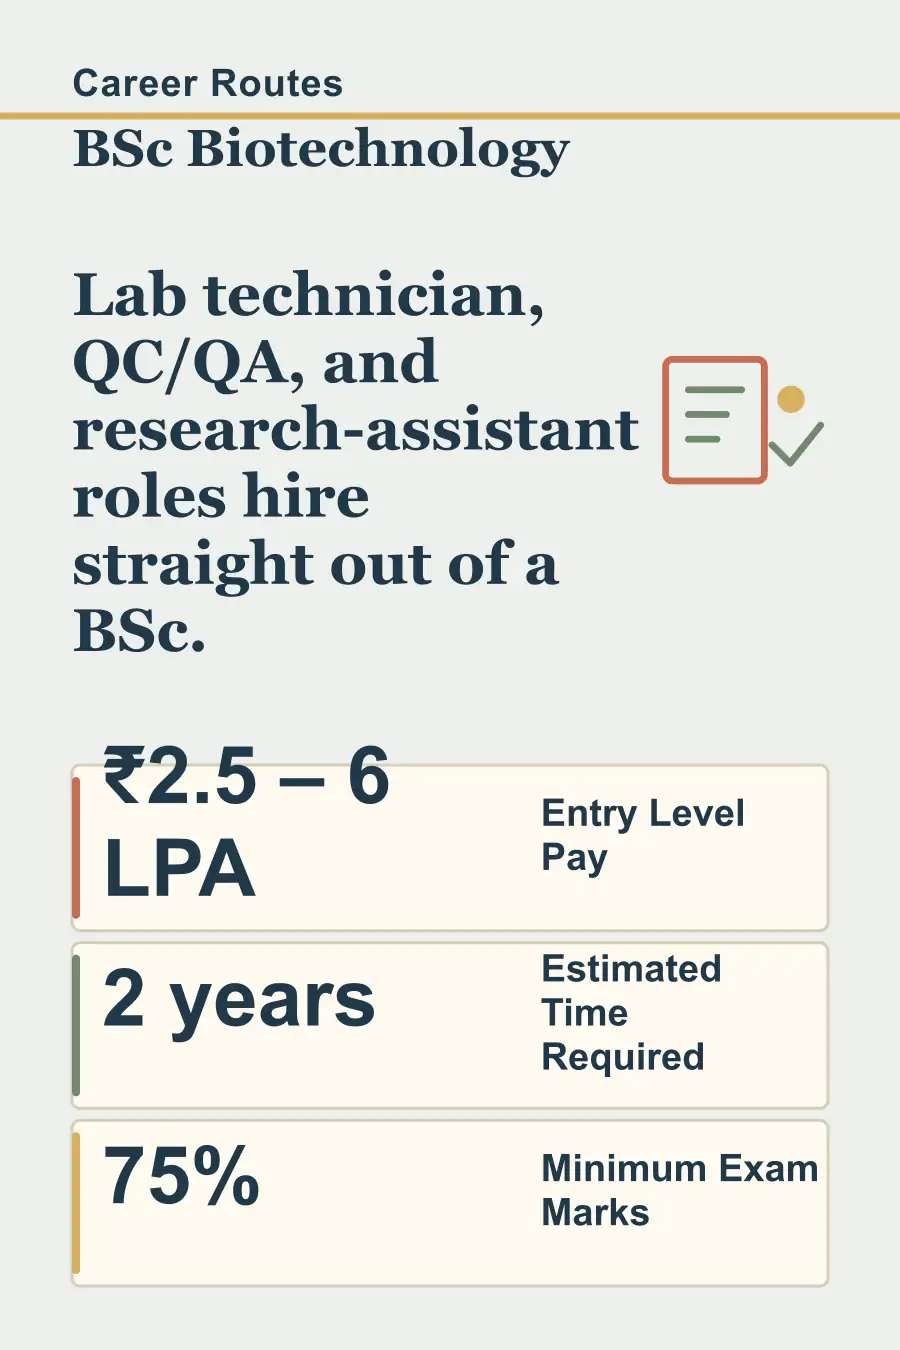 Career Routes
BSc Biotechnology
Lab technician,
QC/QA, and
research-assistant
roles hire
straight out of a
BSc.
₹2.5 – 6
LPA
Entry Level
Pay
2 years
Estimated
Time
Required
75%
Minimum Exam
Marks